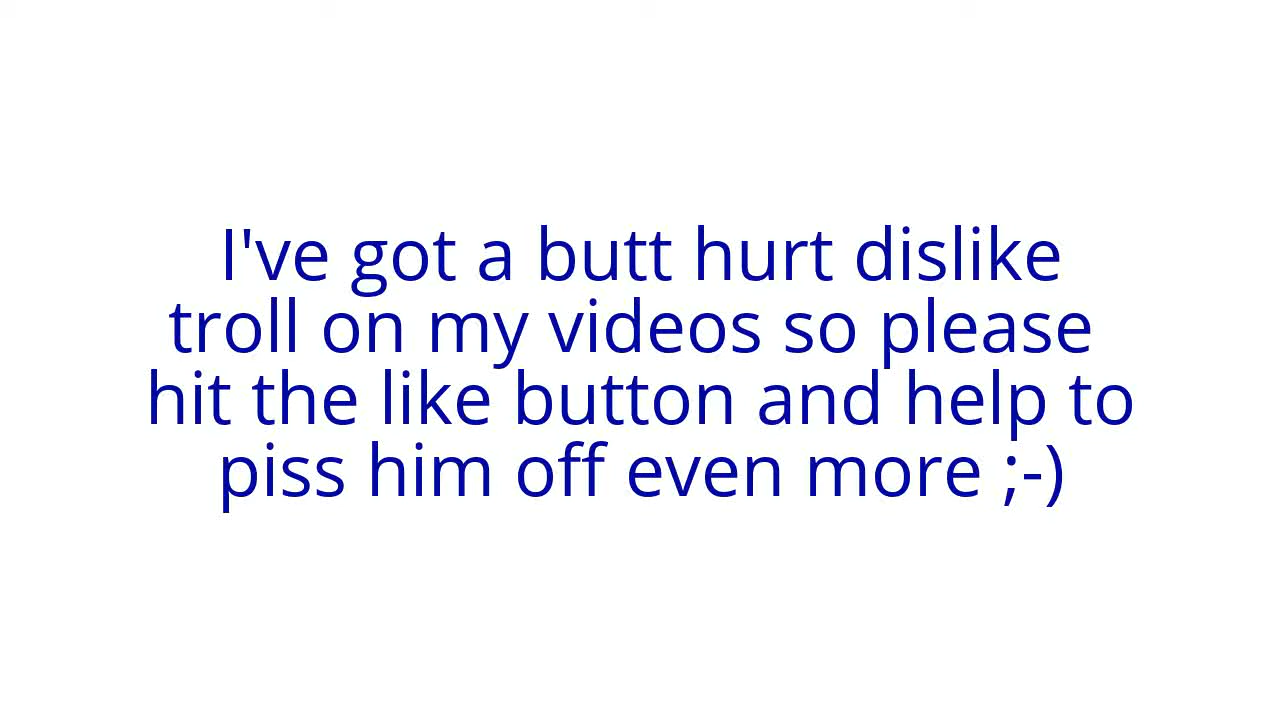 I've got a butt hurt dislike
troll on my videos so please
hit the like button and help to
piss him off even more ;-)